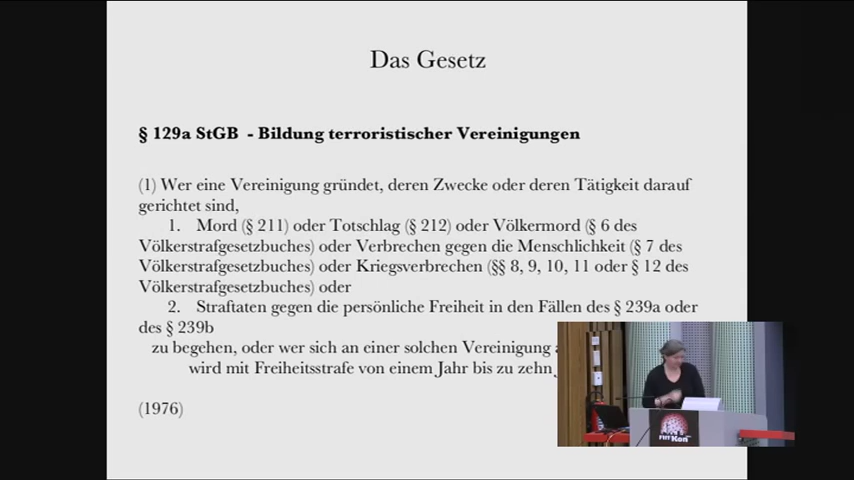 Das Gesetz
§ 129a StGB - Bildung terroristischer Vereinigungen
(1) Wer eine Vereinigung gründet, deren Zwecke oder deren Tätigkeit darauf
gerichtet sind,
1. Mord (§ 211) oder Totschlag (§ 212) oder Völkermord (§ 6 des
Völkerstrafgesetzbuches) oder Verbrechen gegen die Menschlichkeit (§ 7 des
Völkerstrafgesetzbuches) oder Kriegsverbrechen (§§ 8, 9, 10, 11 oder § 12 des
Völkerstrafgesetzbuches) oder
2. Straftaten gegen die persönliche Freiheit in den Fällen des § 239a oder
des § 239b
zu begehen, oder wer sich an einer solchen Vereinigung
wird mit Freiheitsstrafe von einem Jahr bis zu zehn
(1976)
FIfF
Kon